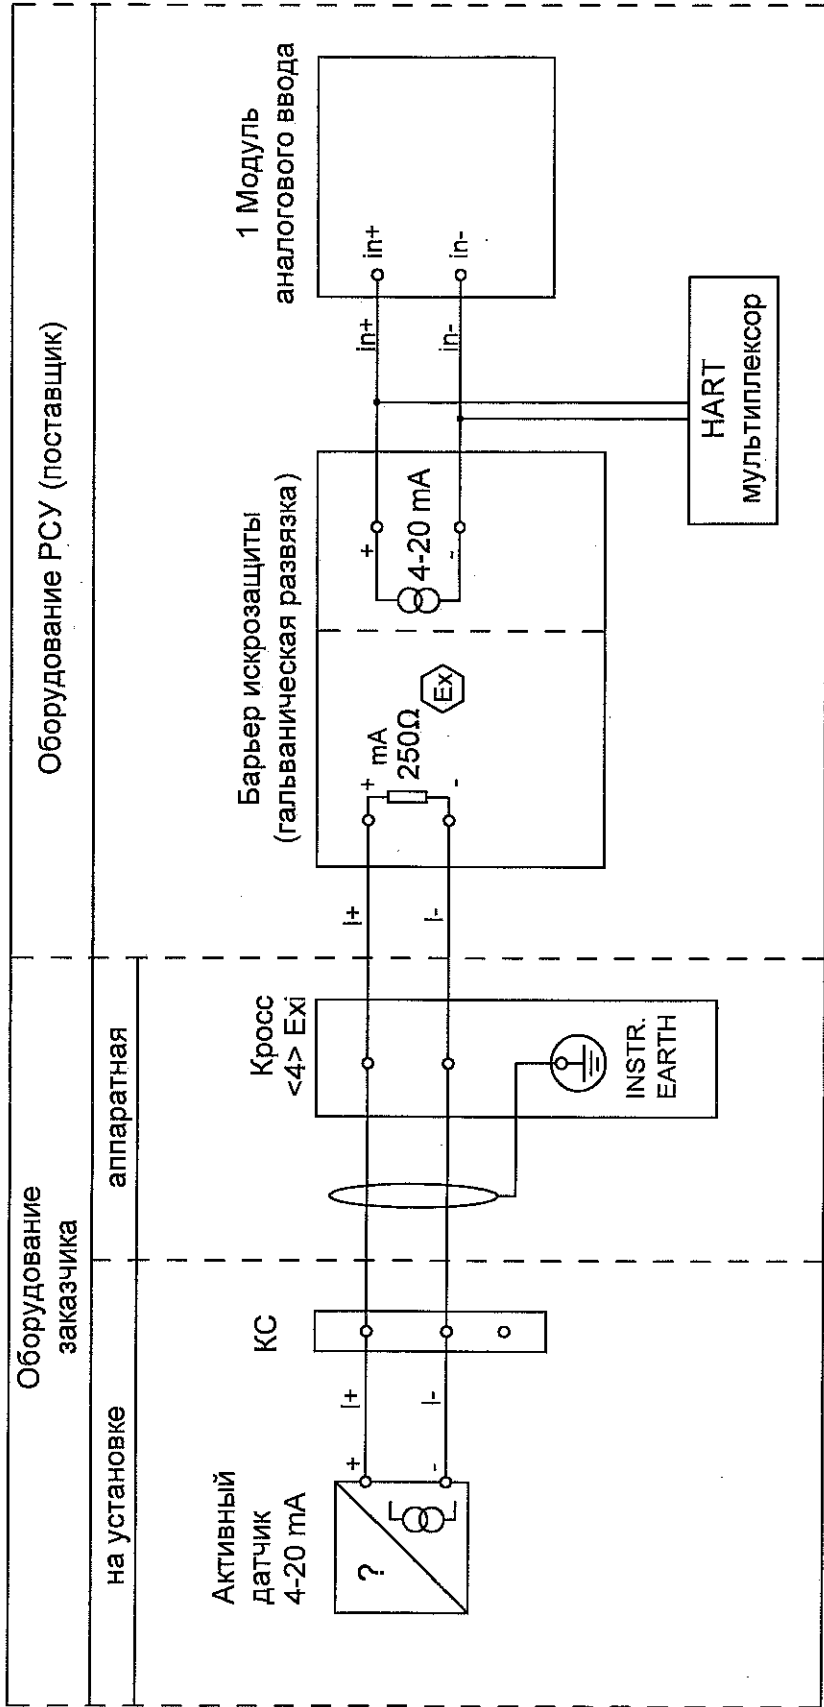 Оборудование
заказчика
Оборудование РСУ (поставщик)
на установке
аппаратная
Активный
датчик
4-20 mA
?
+
-
I+
I-
КС
Кросс
<4> Exi
INSTR.
EARTH
I+
I-
Барьер искрозащиты
(гальваническая развязка)
+
mA
250Ω
-
Ex
+
4-20 mA
-
in+
in-
1 Модуль
аналогового ввода
in+
in-
HART
мультиплексор